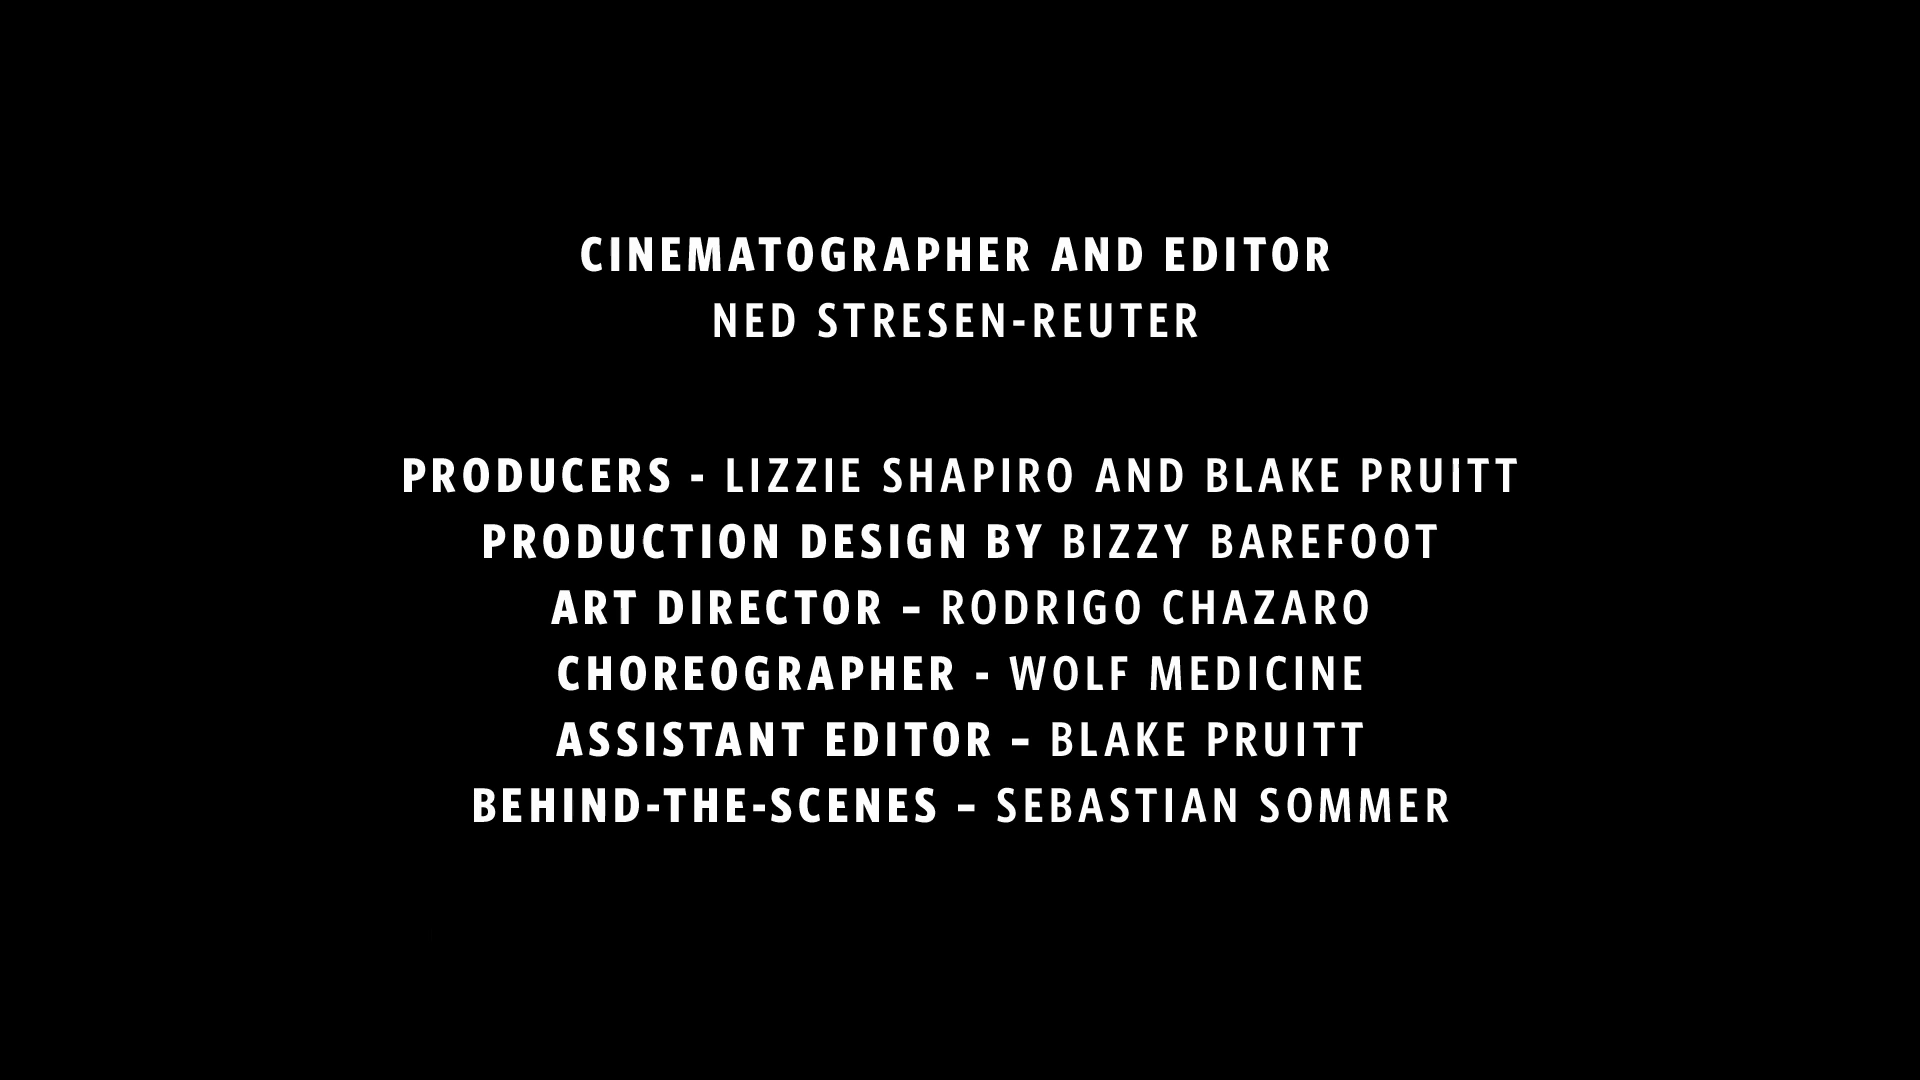 CINEMATOGRAPHER AND EDITOR
NED STRESEN-REUTER
PRODUCERS - LIZZIE SHAPIRO AND BLAKE PRUITT
PRODUCTION DESIGN BY BIZZY BAREFOOT
ART DIRECTOR – RODRIGO CHAZARO
CHOREOGRAPHER - WOLF MEDICINE
ASSISTANT EDITOR – BLAKE PRUITT
BEHIND-THE-SCENES – SEBASTIAN SOMMER